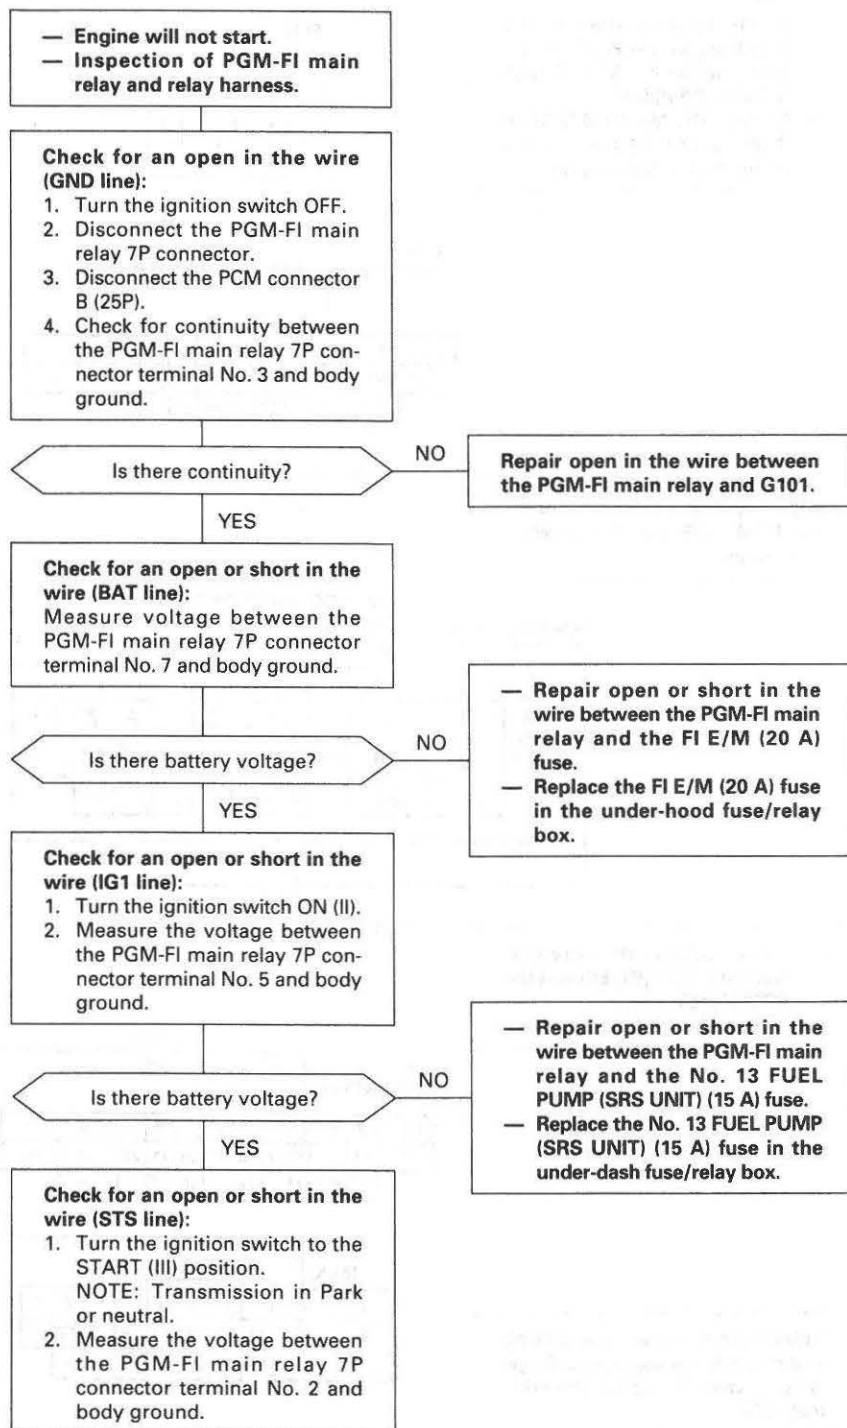 — Engine will not start.
— Inspection of PGM-FI main
relay and relay harness.
Check for an open in the wire
(GND line):
1. Turn the ignition switch OFF.
2. Disconnect the PGM-FI main
relay 7P connector.
3. Disconnect the PCM connector
B (25P).
4. Check for continuity between
the PGM-FI main relay 7P con-
nector terminal No. 3 and body
ground.
Is there continuity?
NO
Repair open in the wire between
the PGM-FI main relay and G101.
YES
Check for an open or short in the
wire (BAT line):
Measure voltage between the
PGM-FI main relay 7P connector
terminal No. 7 and body ground.
Is there battery voltage?
NO
— Repair open or short in the
wire between the PGM-FI main
relay and the FI E/M (20 A)
fuse.
— Replace the FI E/M (20 A) fuse
in the under-hood fuse/relay
box.
YES
Check for an open or short in the
wire (IG1 line):
1. Turn the ignition switch ON (II).
2. Measure the voltage between
the PGM-FI main relay 7P con-
nector terminal No. 5 and body
ground.
Is there battery voltage?
NO
— Repair open or short in the
wire between the PGM-FI main
relay and the No. 13 FUEL
PUMP (SRS UNIT) (15 A) fuse.
— Replace the No. 13 FUEL PUMP
(SRS UNIT) (15 A) fuse in the
under-dash fuse/relay box.
YES
Check for an open or short in the
wire (STS line):
1. Turn the ignition switch to the
START (III) position.
NOTE: Transmission in Park
or neutral.
2. Measure the voltage between
the PGM-FI main relay 7P
connector terminal No. 2 and
body ground.